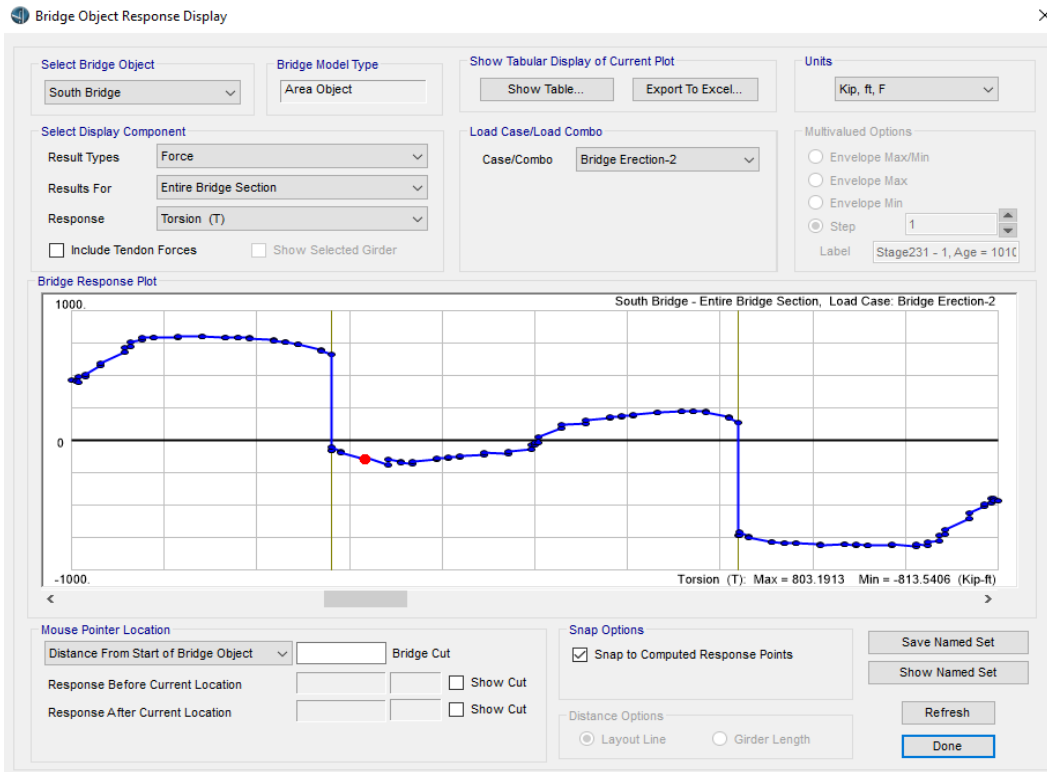 Bridge Object Response Display
Select Bridge Object
South Bridge
Bridge Model Type
Area Object
Show Tabular Display of Current Plot
Show Table...
Export To Excel...
Units
Kip, ft, F
Select Display Component
Result Types
Force
Results For
Entire Bridge Section
Response
Torsion (T)
Include Tendon Forces
Show Selected Girder
Load Case/Load Combo
Case/Combo
Bridge Erection-2
Multivalued Options
Envelope Max/Min
Envelope Max
Envelope Min
Step
1
Label
Stage231 - 1, Age = 1010
Bridge Response Plot
1000.
South Bridge - Entire Bridge Section, Load Case: Bridge Erection-2
0
-1000.
Torsion (T): Max = 803.1913 Min = -813.5406 (Kip-ft)
Mouse Pointer Location
Distance From Start of Bridge Object
Bridge Cut
Response Before Current Location
Show Cut
Response After Current Location
Show Cut
Snap Options
Snap to Computed Response Points
Distance Options
Layout Line
Girder Length
Save Named Set
Show Named Set
Refresh
Done